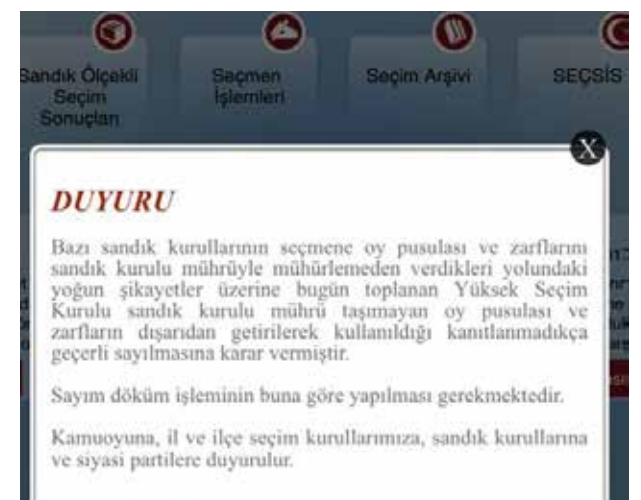 Sandık Ölçekli
Seçim
Sonuçları
Seçmen
İşlemleri
Seçim Arşivi
SEÇSİS
X
DUYURU
Bazı sandık kurullarının seçmene oy pusulası ve zarflarını
sandık kurulu mührüyle mühürlemeden verdikleri yolundaki
yoğun şikayetler üzerine bugün toplanan Yüksek Seçim
Kurulu sandık kurulu mührü taşımayan oy pusulası ve
zarfların dışarıdan getirilerek kullanıldığı kanıtlanmadıkça
geçerli sayılmasına karar vermiştir.
Sayım döküm işleminin buna göre yapılması gerekmektedir.
Kamuoyuna, il ve ilçe seçim kurullarımıza, sandık kurullarına
ve siyasi partilere duyurulur.